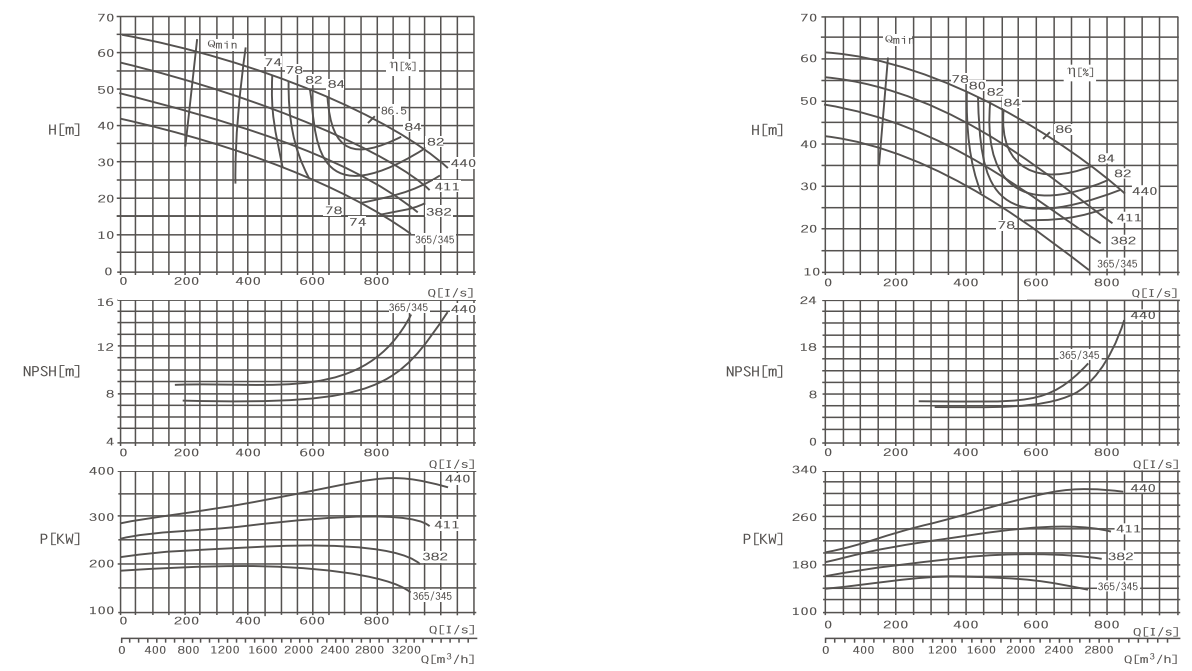 70
60
50
40
30
20
10
0
H[m]
Qmin
74
78
82
84
η[%]
86.5
84
82
440
411
382
365/345
78
74
0 200 400 600 800
Q[I/s]
16
12
8
4
NPSH[m]
365/345
440
0 200 400 600 800
Q[I/s]
400
300
200
100
P[KW]
440
411
382
365/345
0 200 400 600 800
Q[I/s]
0 400 800 1200 1600 2000 2400 2800 3200
Q[m³/h]
70
60
50
40
30
20
10
H[m]
Qmin
78
80
82
84
η[%]
86
84
82
440
411
382
365/345
78
0 200 400 600 800
Q[I/s]
24
18
8
0
NPSH[m]
440
365/345
0 200 400 600 800
Q[I/s]
340
260
180
100
P[KW]
440
411
382
365/345
0 200 400 600 800
Q[I/s]
0 400 800 1200 1600 2000 2400 2800
Q[m³/h]